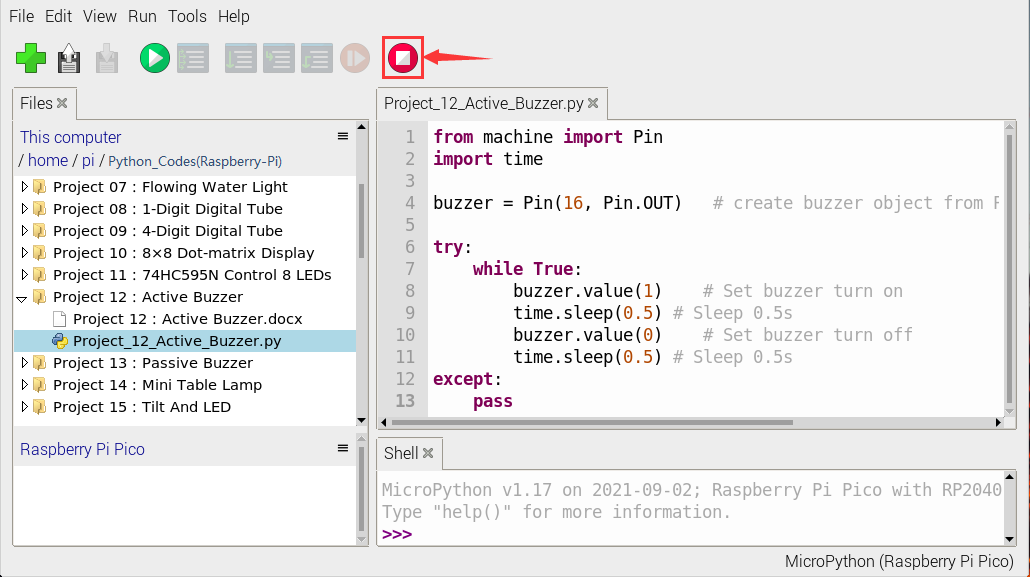 File Edit View Run Tools Help
Files
This computer
/ home / pi / Python_Codes(Raspberry-Pi)
Project 07 : Flowing Water Light
Project 08 : 1-Digit Digital Tube
Project 09 : 4-Digit Digital Tube
Project 10 : 8×8 Dot-matrix Display
Project 11 : 74HC595N Control 8 LEDs
Project 12 : Active Buzzer
Project 12 : Active Buzzer.docx
Project_12_Active_Buzzer.py
Project 13 : Passive Buzzer
Project 14 : Mini Table Lamp
Project 15 : Tilt And LED
Raspberry Pi Pico
Project_12_Active_Buzzer.py
1 from machine import Pin
2 import time
3
4 buzzer = Pin(16, Pin.OUT)   # create buzzer object from
5
6 try:
7     while True:
8         buzzer.value(1)    # Set buzzer turn on
9         time.sleep(0.5) # Sleep 0.5s
10         buzzer.value(0)    # Set buzzer turn off
11         time.sleep(0.5) # Sleep 0.5s
12 except:
13     pass
Shell
MicroPython v1.17 on 2021-09-02; Raspberry Pi Pico with RP2040
Type "help()" for more information.
>>>
MicroPython (Raspberry Pi Pico)